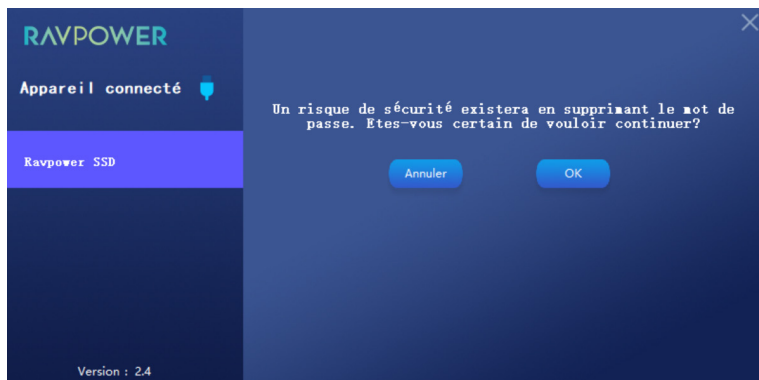 RAVPOWER
Appareil connecté
Ravpower SSD
Version : 2.4
Un risque de sécurité existera en supprimant le mot de
passe. Etes-vous certain de vouloir continuer?
Annuler
OK